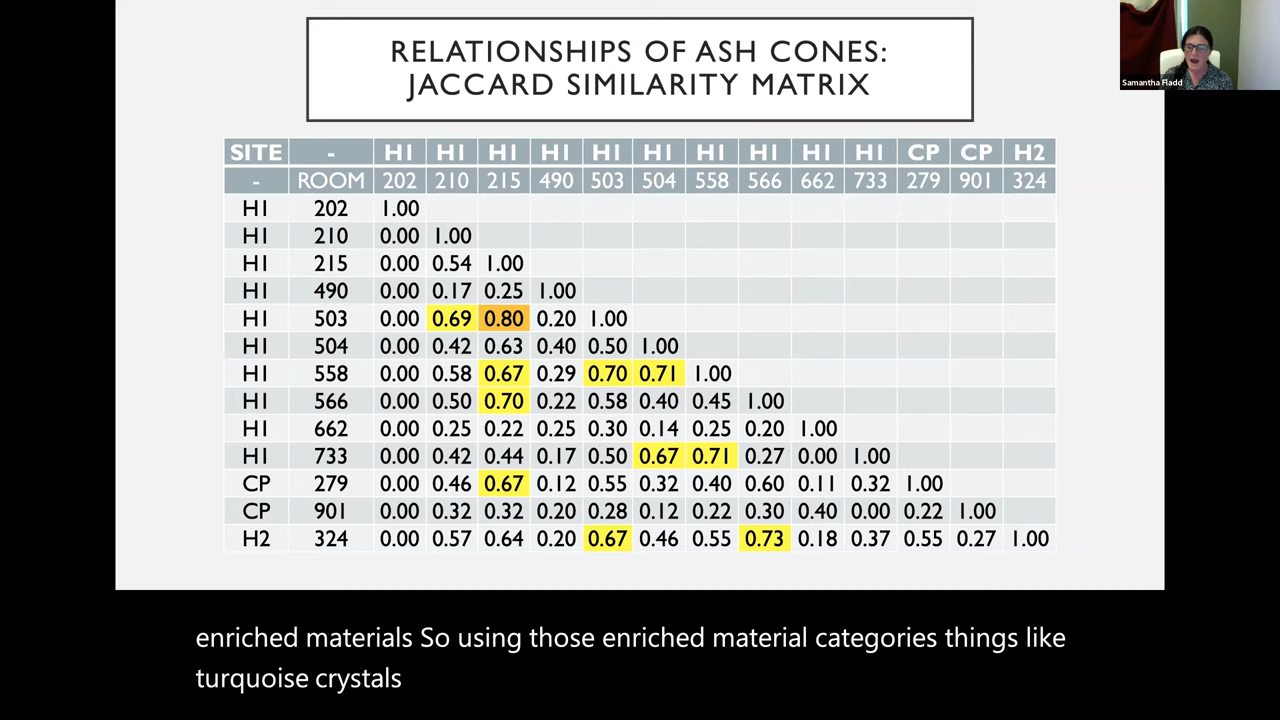 RELATIONSHIPS OF ASH CONES:
JACCARD SIMILARITY MATRIX
Samantha Fladd
SITE - H1 H1 H1 H1 H1 H1 H1 H1 H1 H1 CP CP H2
- ROOM 202 210 215 490 503 504 558 566 662 733 279 901 324
H1 202 1.00
H1 210 0.00 1.00
H1 215 0.00 0.54 1.00
H1 490 0.00 0.17 0.25 1.00
H1 503 0.00 0.69 0.80 0.20 1.00
H1 504 0.00 0.42 0.63 0.40 0.50 1.00
H1 558 0.00 0.58 0.67 0.29 0.70 0.71 1.00
H1 566 0.00 0.50 0.70 0.22 0.58 0.40 0.45 1.00
H1 662 0.00 0.25 0.22 0.25 0.30 0.14 0.25 0.20 1.00
H1 733 0.00 0.42 0.44 0.17 0.50 0.67 0.71 0.27 0.00 1.00
CP 279 0.00 0.46 0.67 0.12 0.55 0.32 0.40 0.60 0.11 0.32 1.00
CP 901 0.00 0.32 0.32 0.20 0.28 0.12 0.22 0.30 0.40 0.00 0.22 1.00
H2 324 0.00 0.57 0.64 0.20 0.67 0.46 0.55 0.73 0.18 0.37 0.55 0.27 1.00
enriched materials So using those enriched material categories things like
turquoise crystals